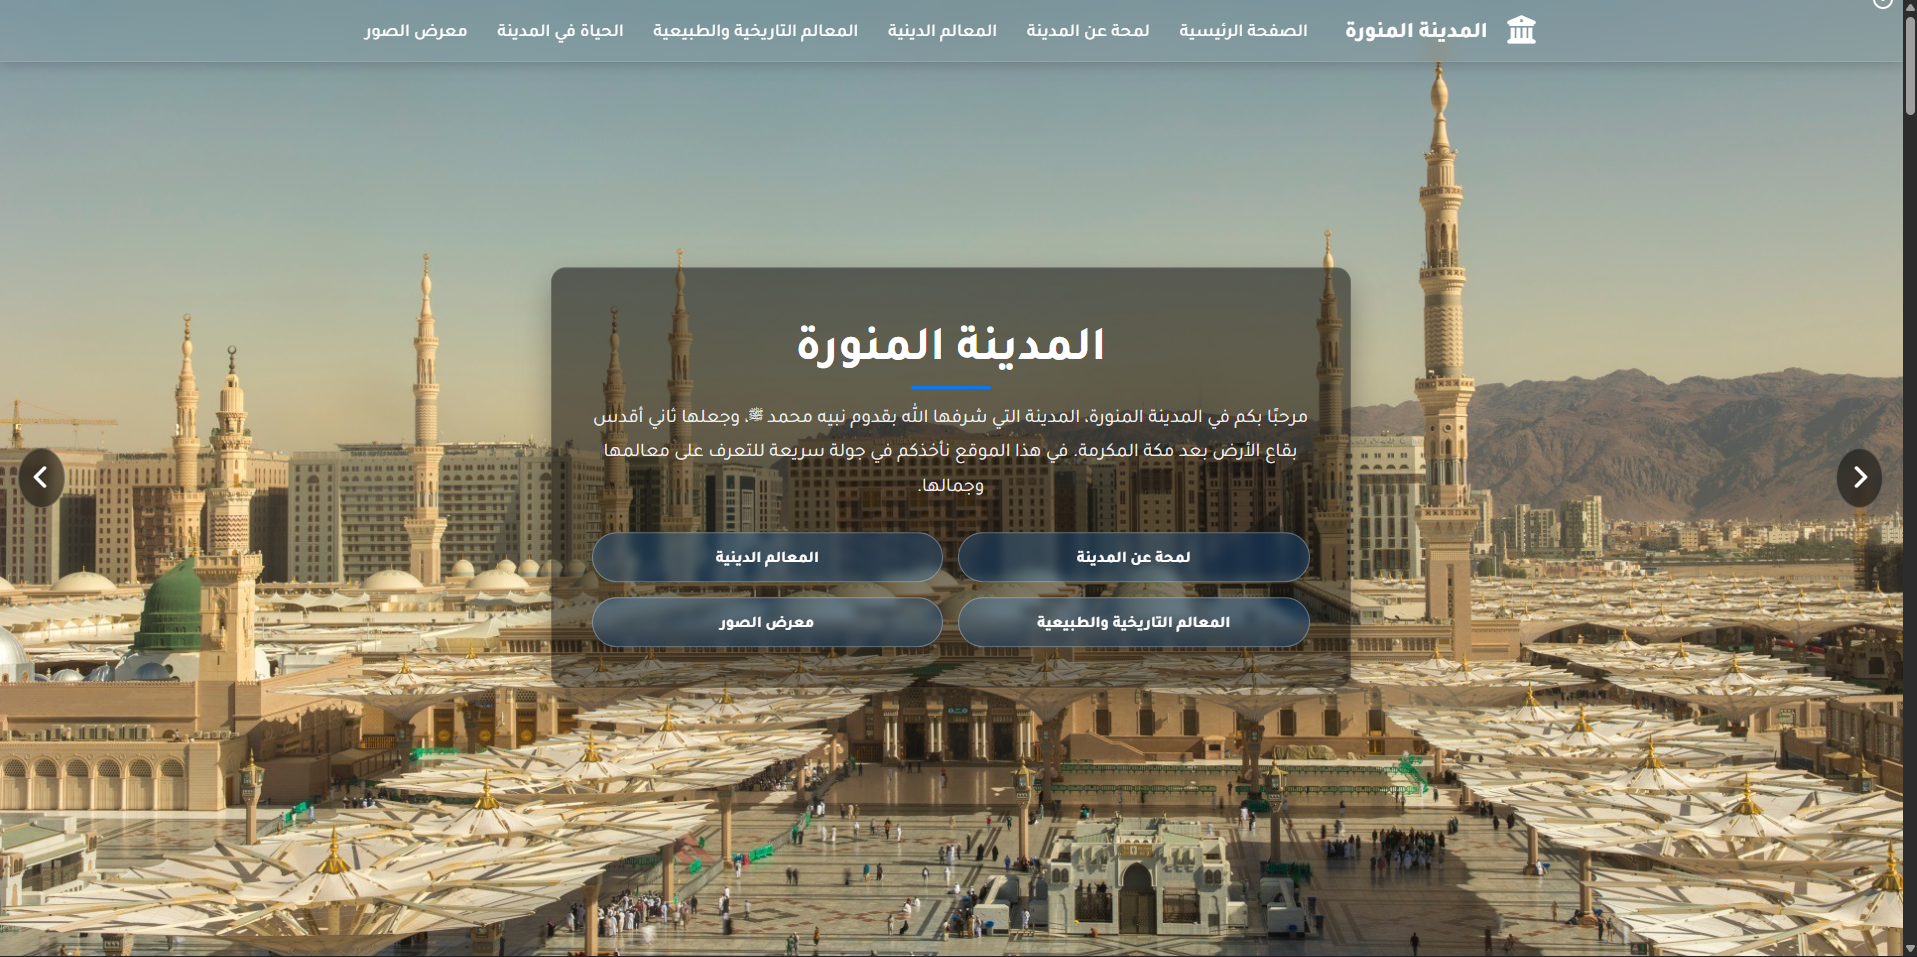 المدينة المنورة
الصفحة الرئيسية
لمحة عن المدينة
المعالم الدينية
المعالم التاريخية والطبيعية
الحياة في المدينة
معرض الصور
المدينة المنورة
مرحبًا بكم في المدينة المنورة، المدينة التي شرفها الله بقدوم نبيه محمد ﷺ، وجعلها ثاني أقدس
بقاع الأرض بعد مكة المكرمة. في هذا الموقع نأخذكم في جولة سريعة للتعرف على معالمها
وجمالها.
لمحة عن المدينة
المعالم الدينية
المعالم التاريخية والطبيعية
معرض الصور